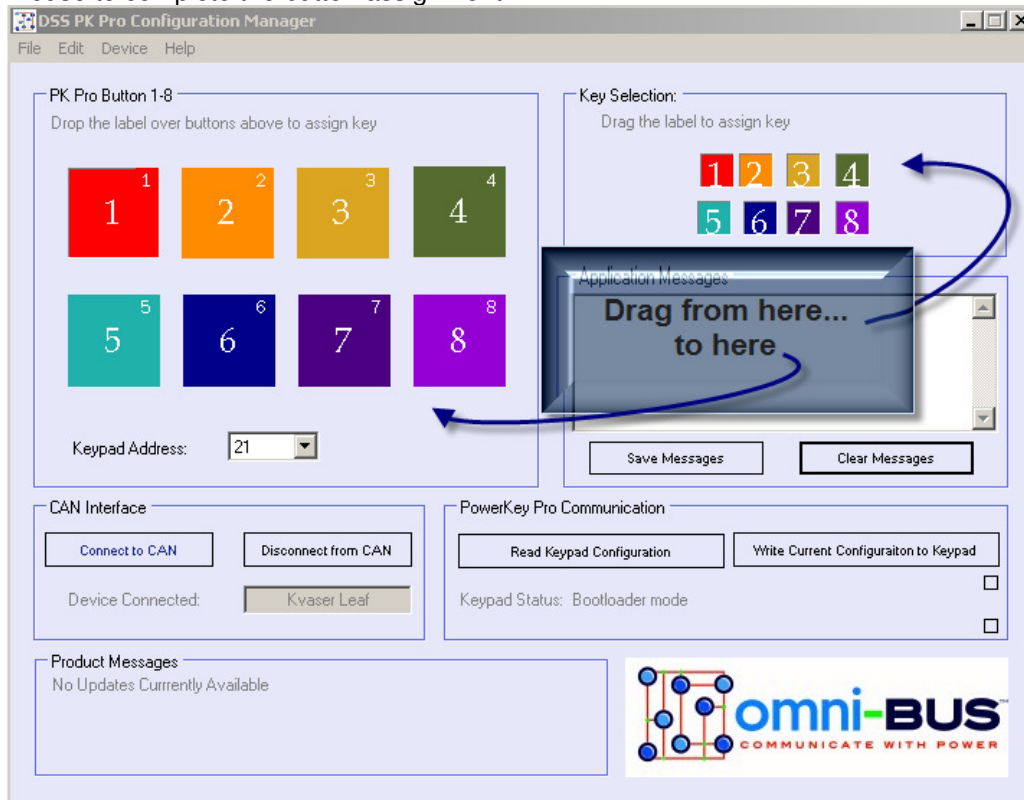 DSS PK Pro Configuration Manager
File Edit Device Help
PK Pro Button 1-8
Drop the label over buttons above to assign key
1 2 3 4
1 2 3 4
5 6 7 8
5 6 7 8
Keypad Address: 21
Key Selection:
Drag the label to assign key
1 2 3 4
5 6 7 8
Application Messages
Drag from here...
to here
Save Messages Clear Messages
CAN Interface
Connect to CAN Disconnect from CAN
Device Connected: Kvaser Leaf
PowerKey Pro Communication
Read Keypad Configuration Write Current Configuraiton to Keypad
Keypad Status: Bootloader mode
Product Messages
No Updates Currrently Available
omni-BUS
COMMUNICATE WITH POWER